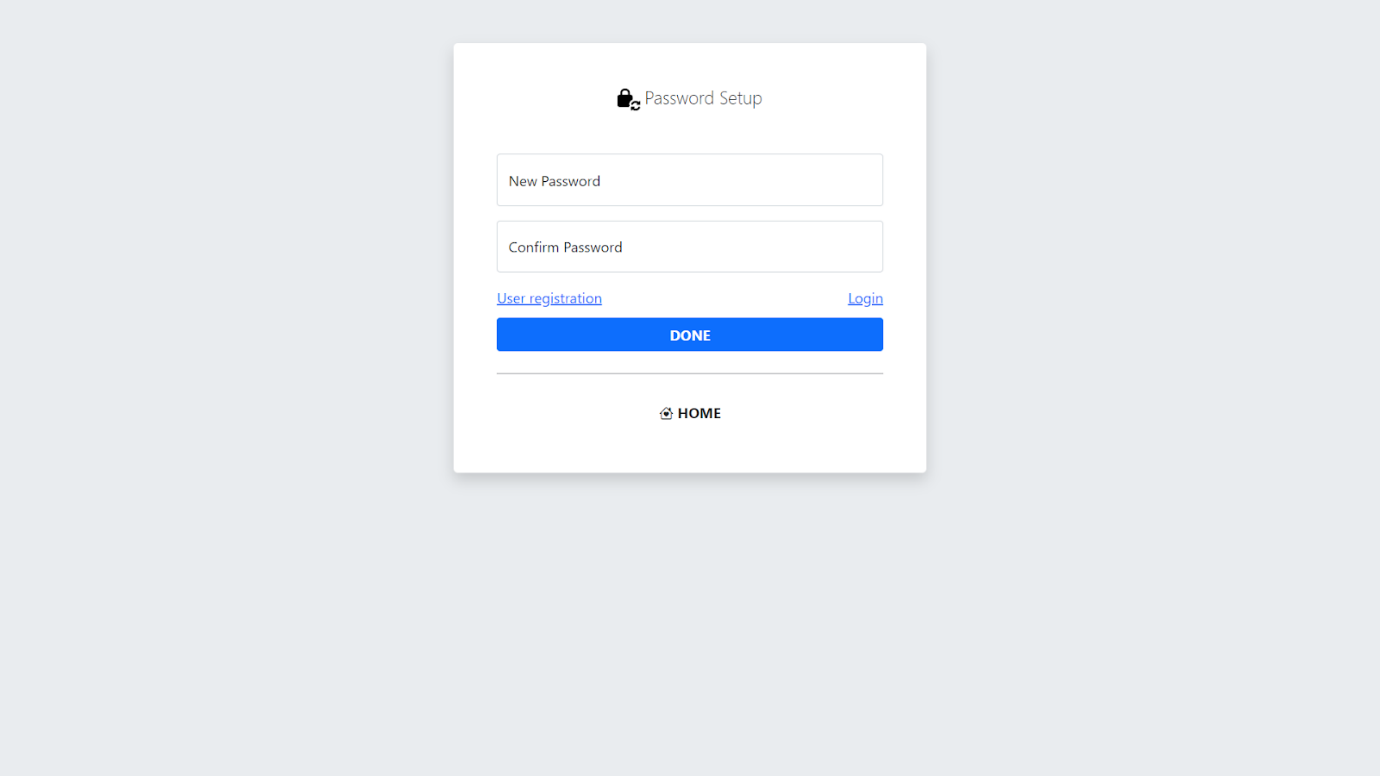 Password Setup
New Password
Confirm Password
User registration Login
DONE
HOME